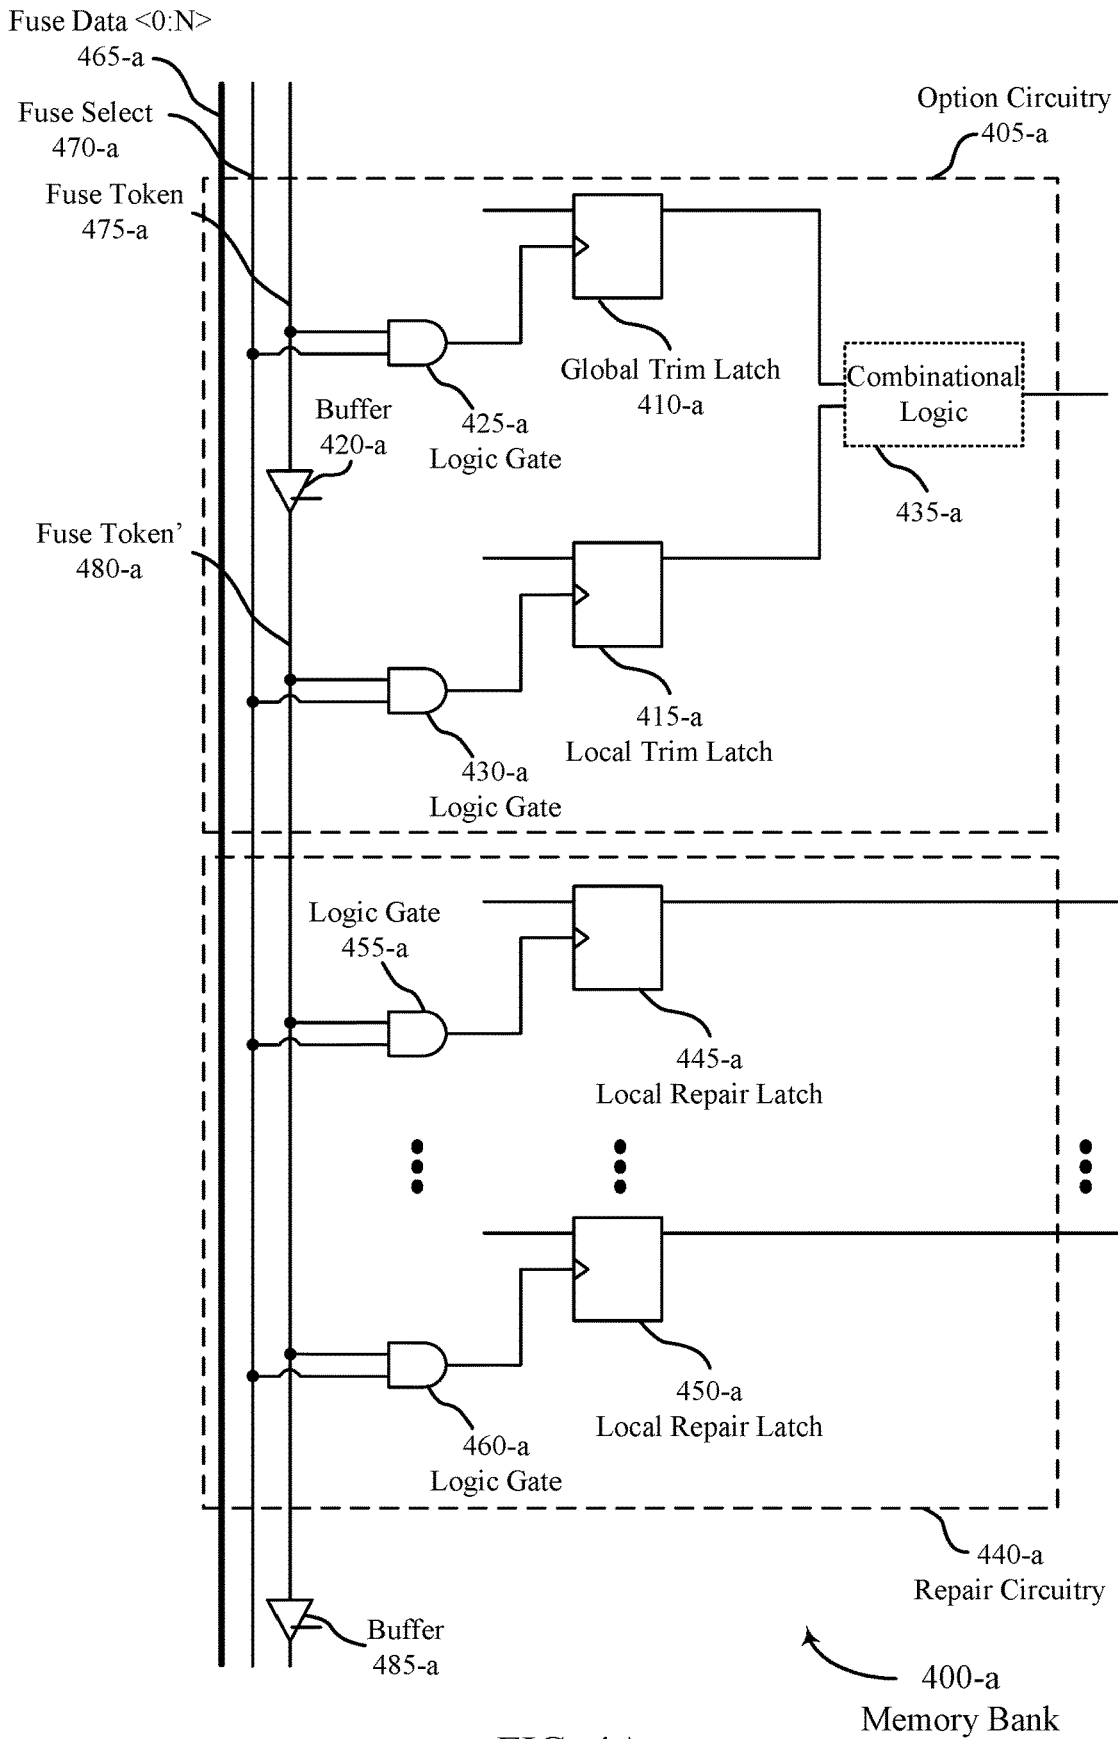 Fuse Data <0:N>
465-a
Fuse Select
470-a
Fuse Token
475-a
Option Circuitry
405-a
Global Trim Latch
410-a
Combinational
Logic
435-a
Buffer
420-a
425-a
Logic Gate
Fuse Token’
480-a
415-a
Local Trim Latch
430-a
Logic Gate
Logic Gate
455-a
445-a
Local Repair Latch
450-a
Local Repair Latch
460-a
Logic Gate
440-a
Repair Circuitry
Buffer
485-a
400-a
Memory Bank